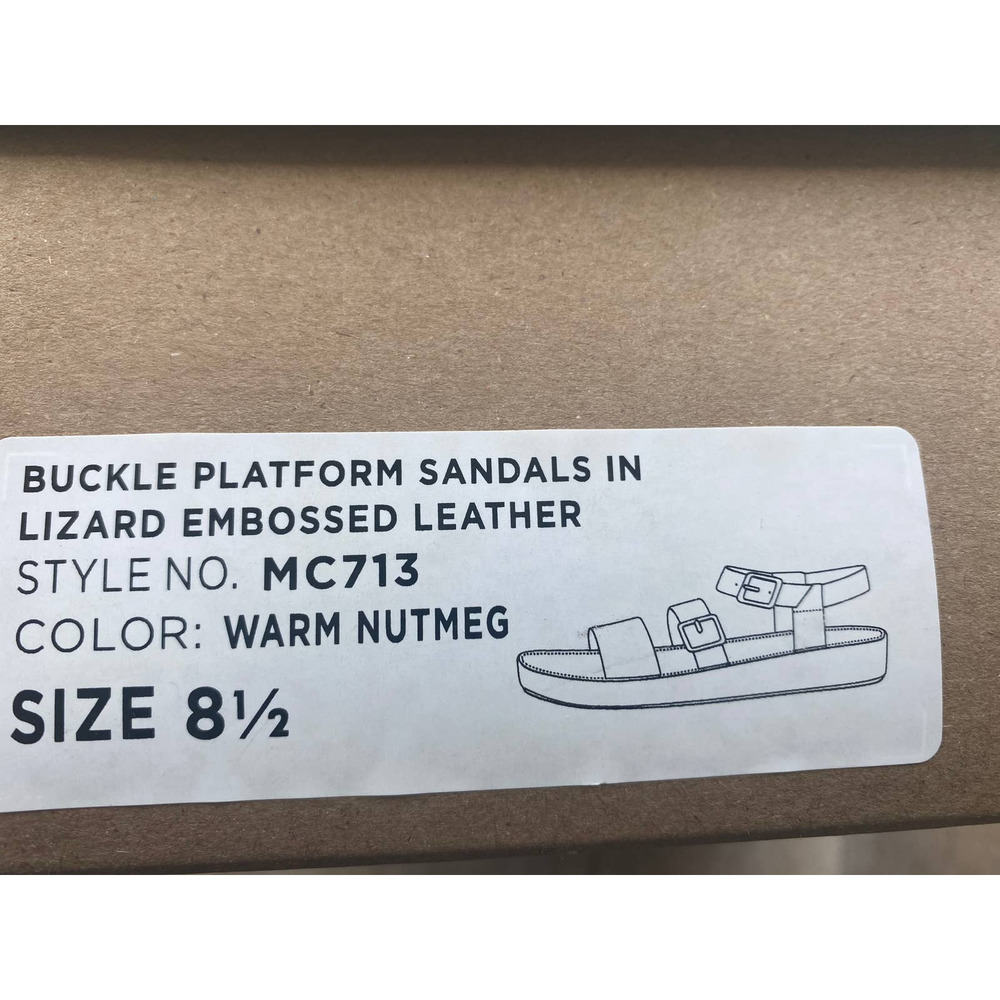 BUCKLE PLATFORM SANDALS IN
LIZARD EMBOSSED LEATHER
STYLE NO. MC713
COLOR: WARM NUTMEG
SIZE 8½